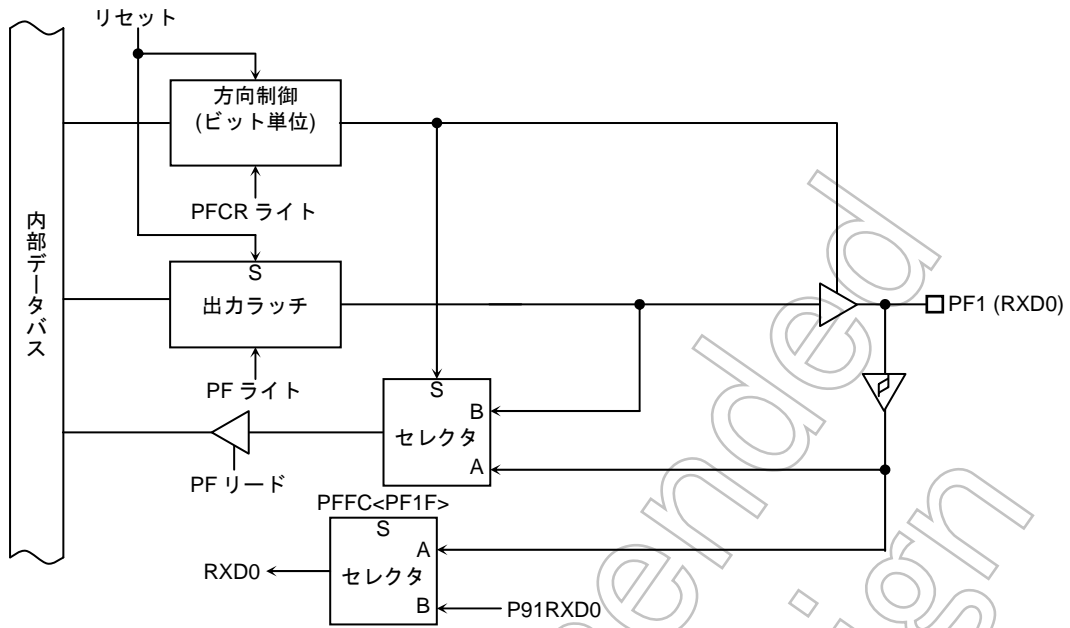 リセット
方向制御
(ビット単位)
PFCR ライト
内部データバス
S
出力ラッチ
PF1 (RXD0)
PF ライト
S
B
セレクタ
A
PF リード
PFFC<PF1F>
S
A
RXD0
セレクタ
B
P91RXD0
ended
sign